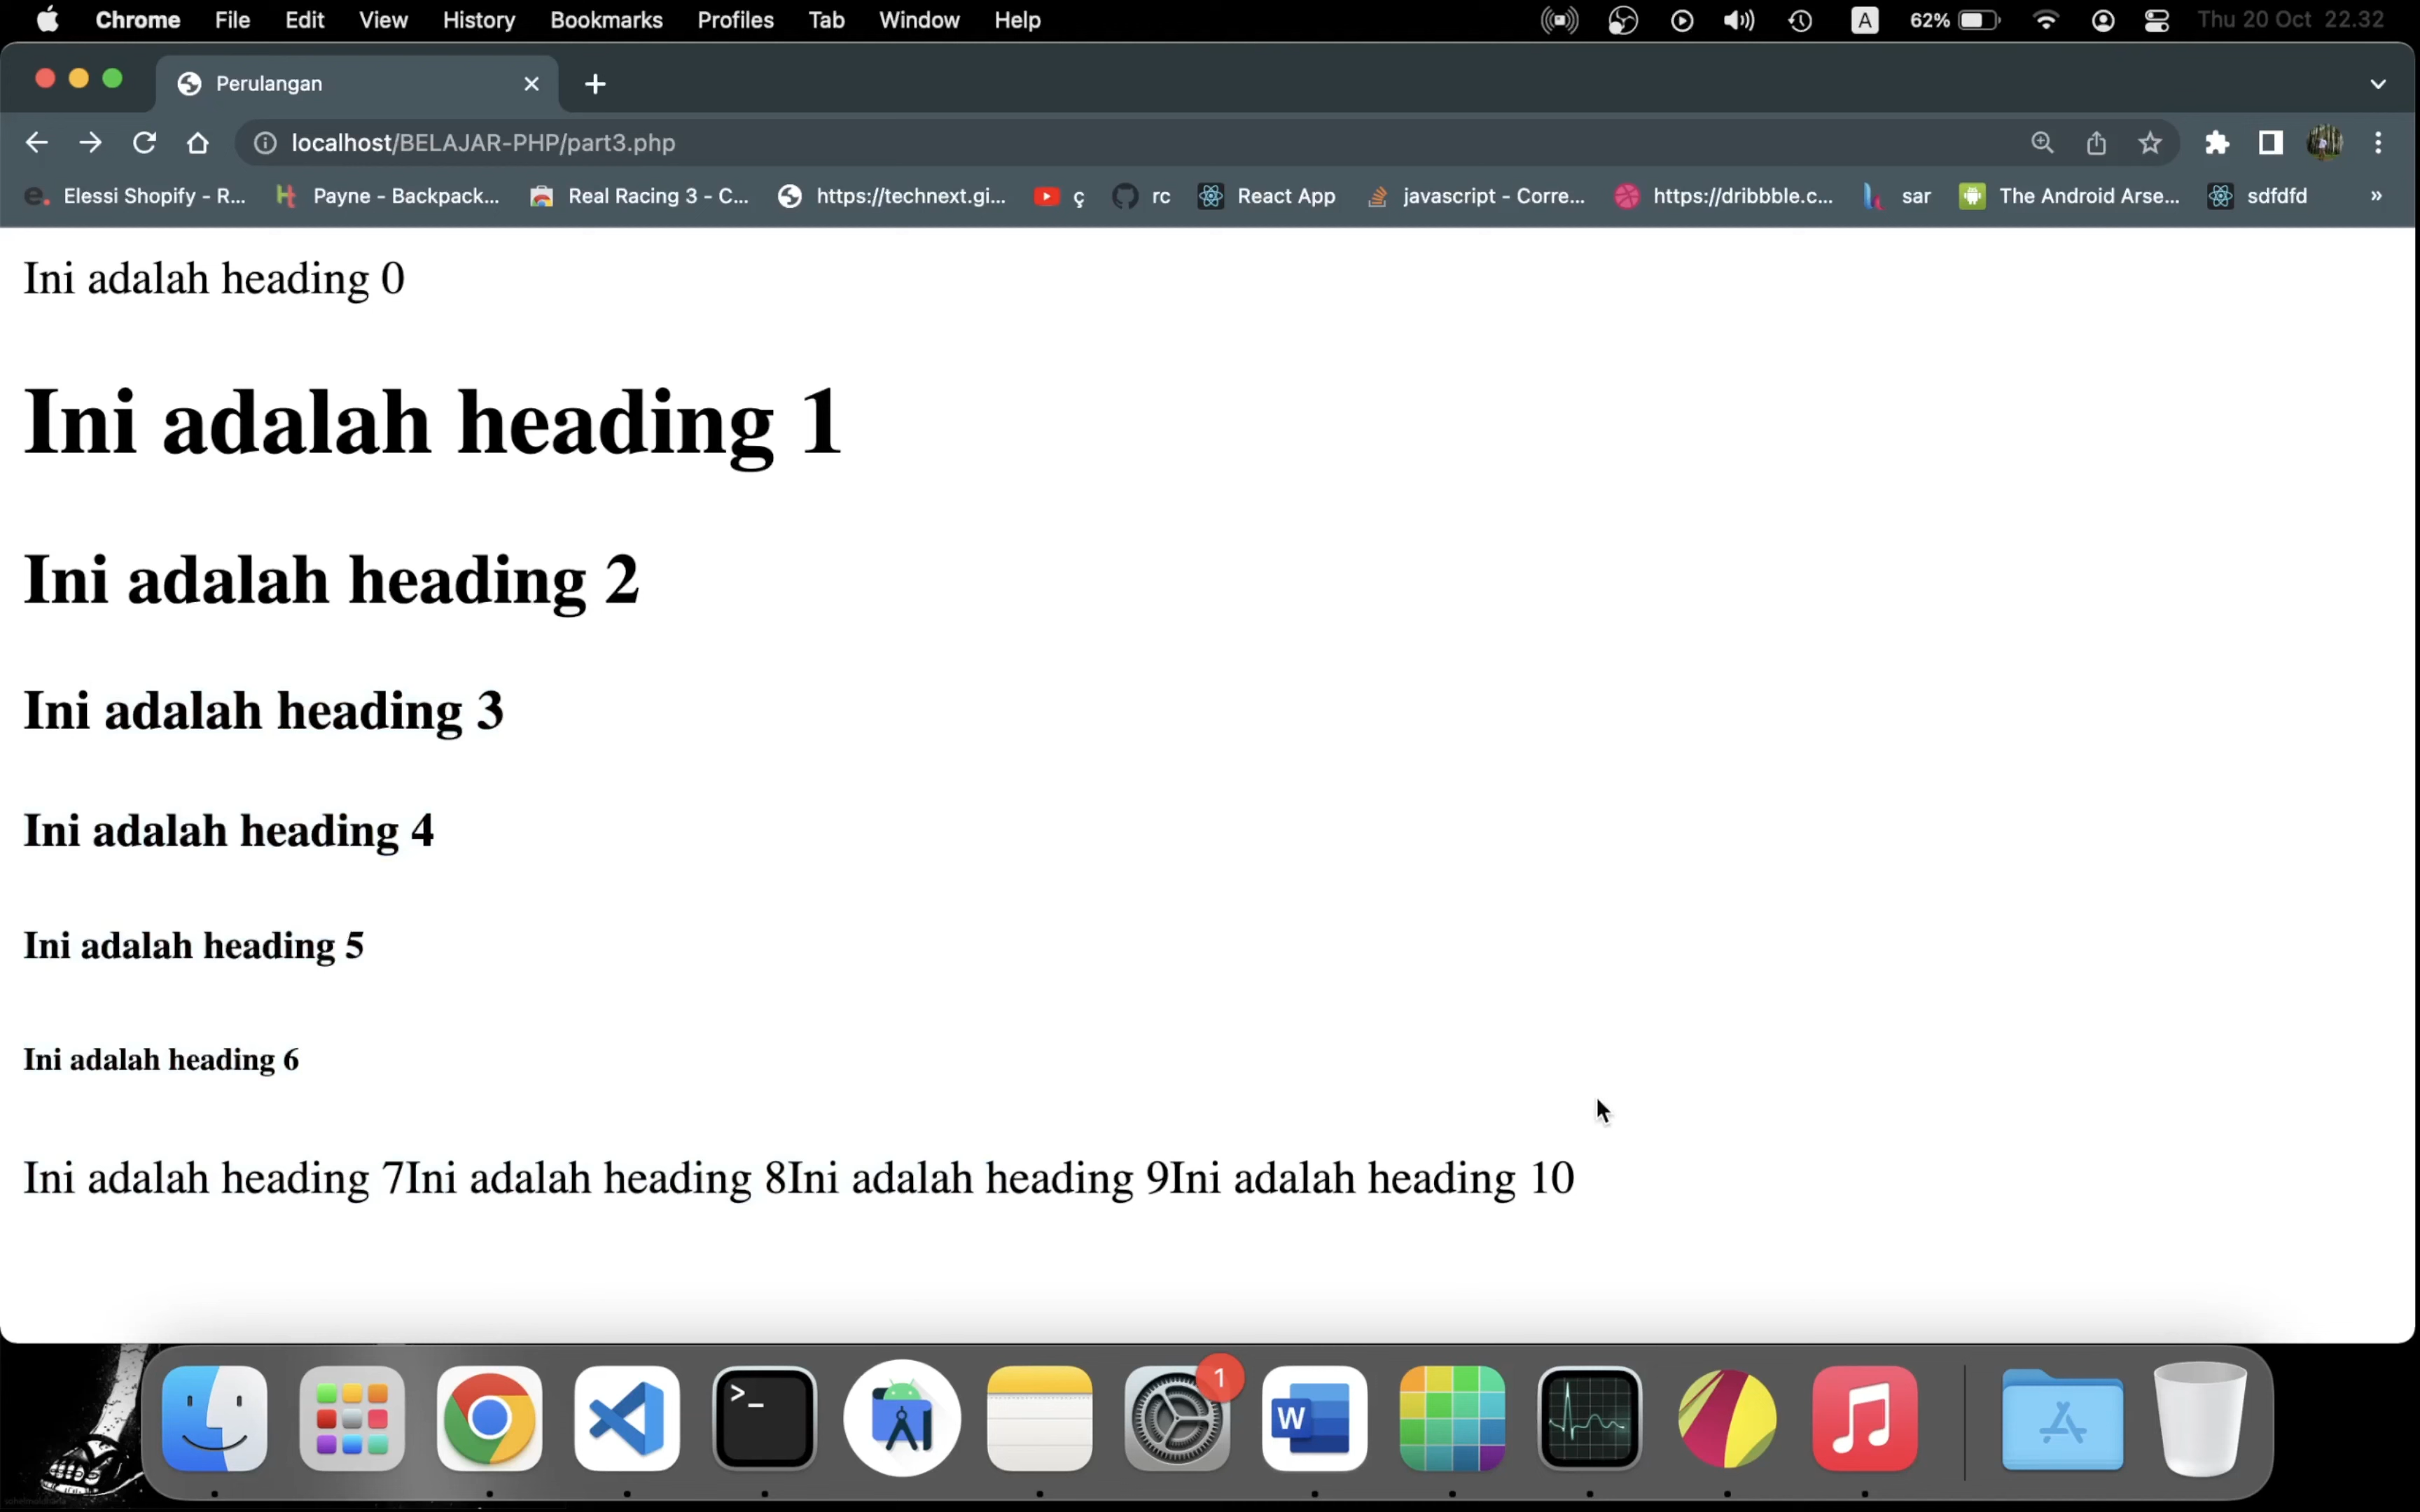 Chrome File Edit View History Bookmarks Profiles Tab Window Help A 62% Thu 20 Oct 22.32
Perulangan
localhost/BELAJAR-PHP/part3.php
e. Elessi Shopify - R... Ht Payne - Backpack... Real Racing 3 - C... https://technext.gi... ç rc React App javascript - Corre... https://dribbble.c... sar The Android Arse... sdfdfd »
Ini adalah heading 0
Ini adalah heading 1
Ini adalah heading 2
Ini adalah heading 3
Ini adalah heading 4
Ini adalah heading 5
Ini adalah heading 6
Ini adalah heading 7Ini adalah heading 8Ini adalah heading 9Ini adalah heading 10
>_ 1 W